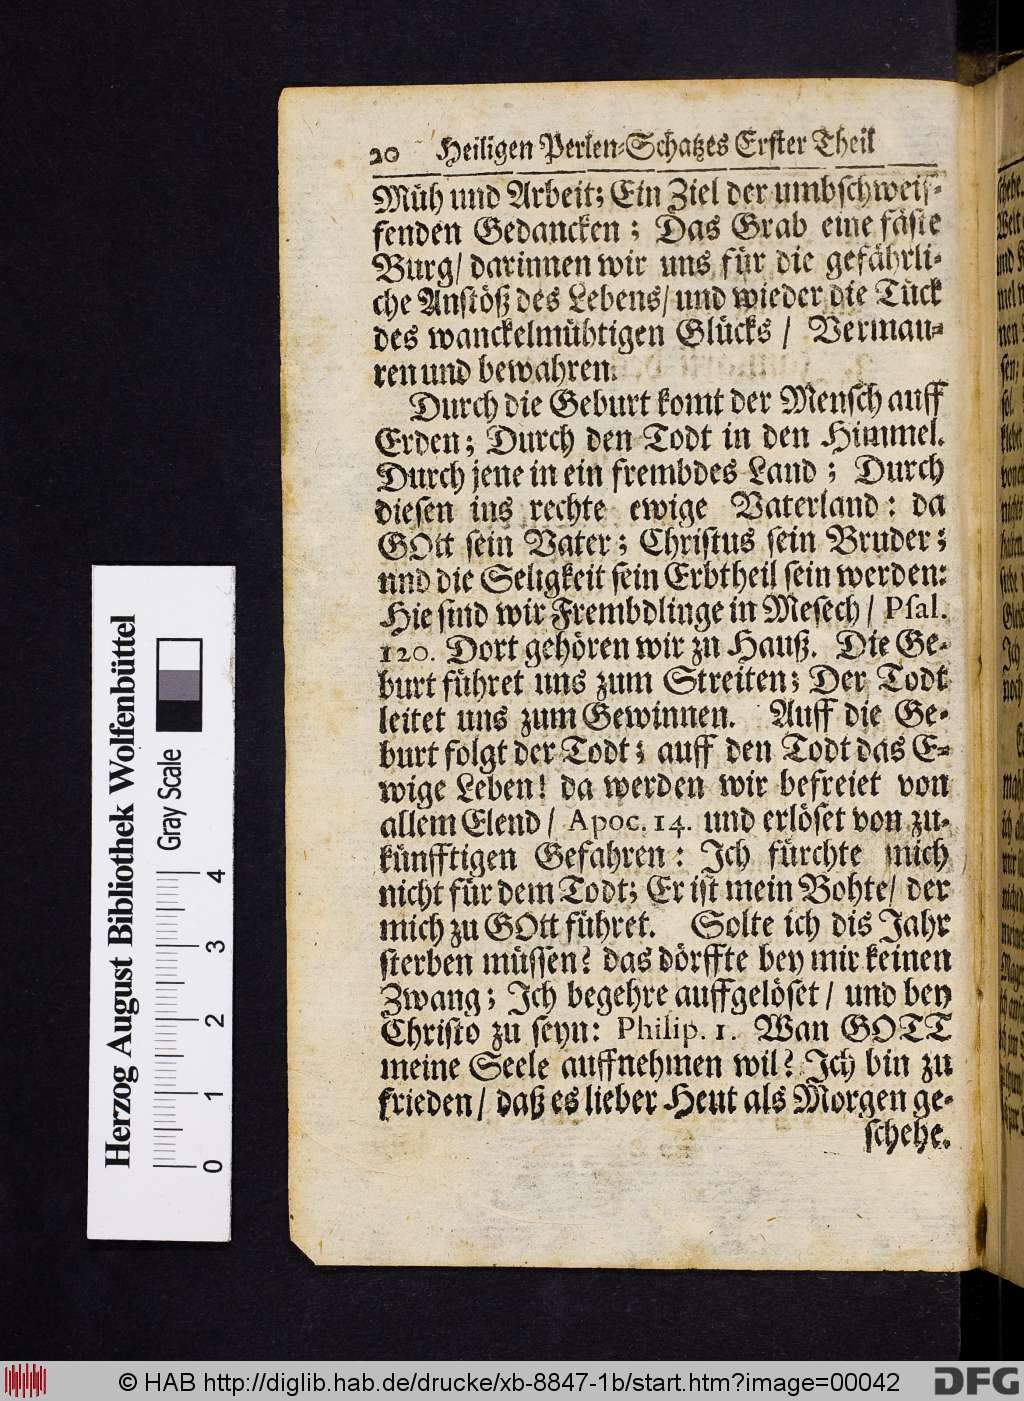 20 Heiligen Perlen-Schatzes Erster Theil
Müh und Arbeit; Ein Ziel der umbschweif-
fenden Gedancken; Das Grab eine fäste
Burg/ darinnen wir uns für die gefährli-
che Anstöß des Lebens/ und wieder die Tück
des wanckelmühtigen Glücks / Vermau-
ren und bewahren.
Durch die Geburt komt der Mensch auff
Erden; Durch den Todt in den Himmel.
Durch jene in ein frembdes Land; Durch
diesen ins rechte ewige Vaterland: da
GOtt sein Vater; Christus sein Bruder;
und die Seligkeit sein Erbtheil sein werden:
Hie sind wir Frembdlinge in Mesech / Psal.
120. Dort gehören wir zu Hauß. Die Ge-
burt führet uns zum Streiten; Der Todt
leitet uns zum Gewinnen. Auff die Ge-
burt folgt der Todt; auff den Todt das E-
wige Leben! da werden wir befreiet von
allem Elend / Apoc. 14. und erlöset von zu-
künfftigen Gefahren: Ich fürchte mich
nicht für dem Todt; Er ist mein Bohte/ der
mich zu GOtt führet. Solte ich dis Jahr
sterben müssen? das dörffte bey mir keinen
Zwang; Ich begehre auffgelöset / und bey
Christo zu seyn: Philip. 1. Wan GOTT
meine Seele auffnehmen wil? Ich bin zu
frieden / daß es lieber Heut als Morgen ge-
schehe.
Herzog August Bibliothek Wolfenbüttel
Gray Scale
0 1 2 3 4
© HAB http://diglib.hab.de/drucke/xb-8847-1b/start.htm?image=00042
DFG